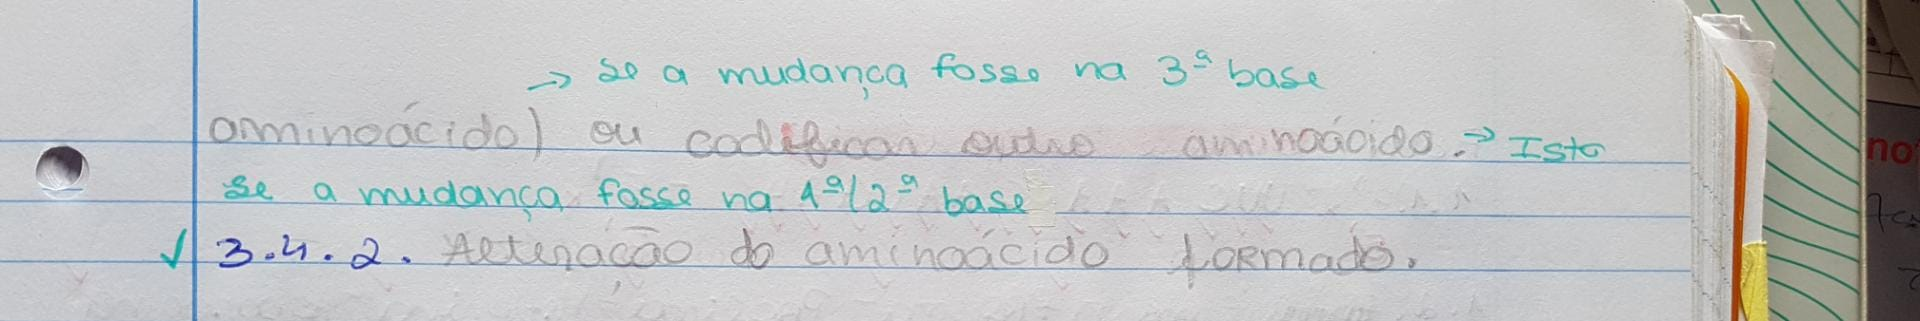 → se a mudança fosse na 3ª base
aminoácido) ou codificar outro aminoácido. → Isto
se a mudança fosse na 1ª/2ª base
✓ 3.4.2. Alteração do aminoácido formado.
no